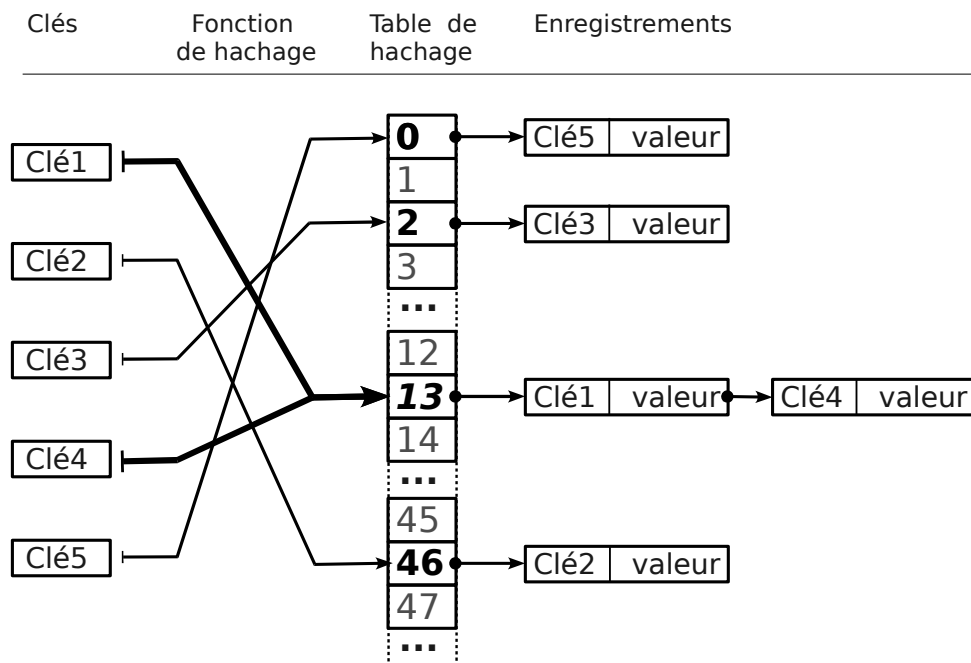 Clés Fonction de hachage Table de hachage Enregistrements
Clé1
Clé2
Clé3
Clé4
Clé5
0
1
2
3
...
12
13
14
...
45
46
47
...
Clé5 valeur
Clé3 valeur
Clé1 valeur Clé4 valeur
Clé2 valeur